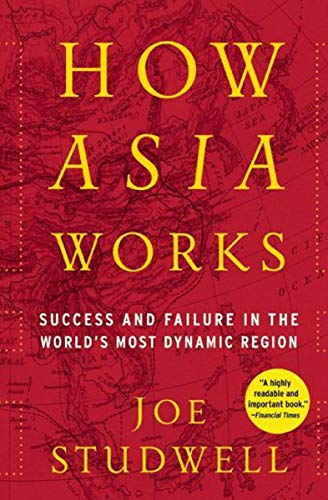 HOW
ASIA
WORKS
SUCCESS AND FAILURE IN THE
WORLD'S MOST DYNAMIC REGION
"A highly
readable and
important book."
—Financial Times
JOE
STUDWELL